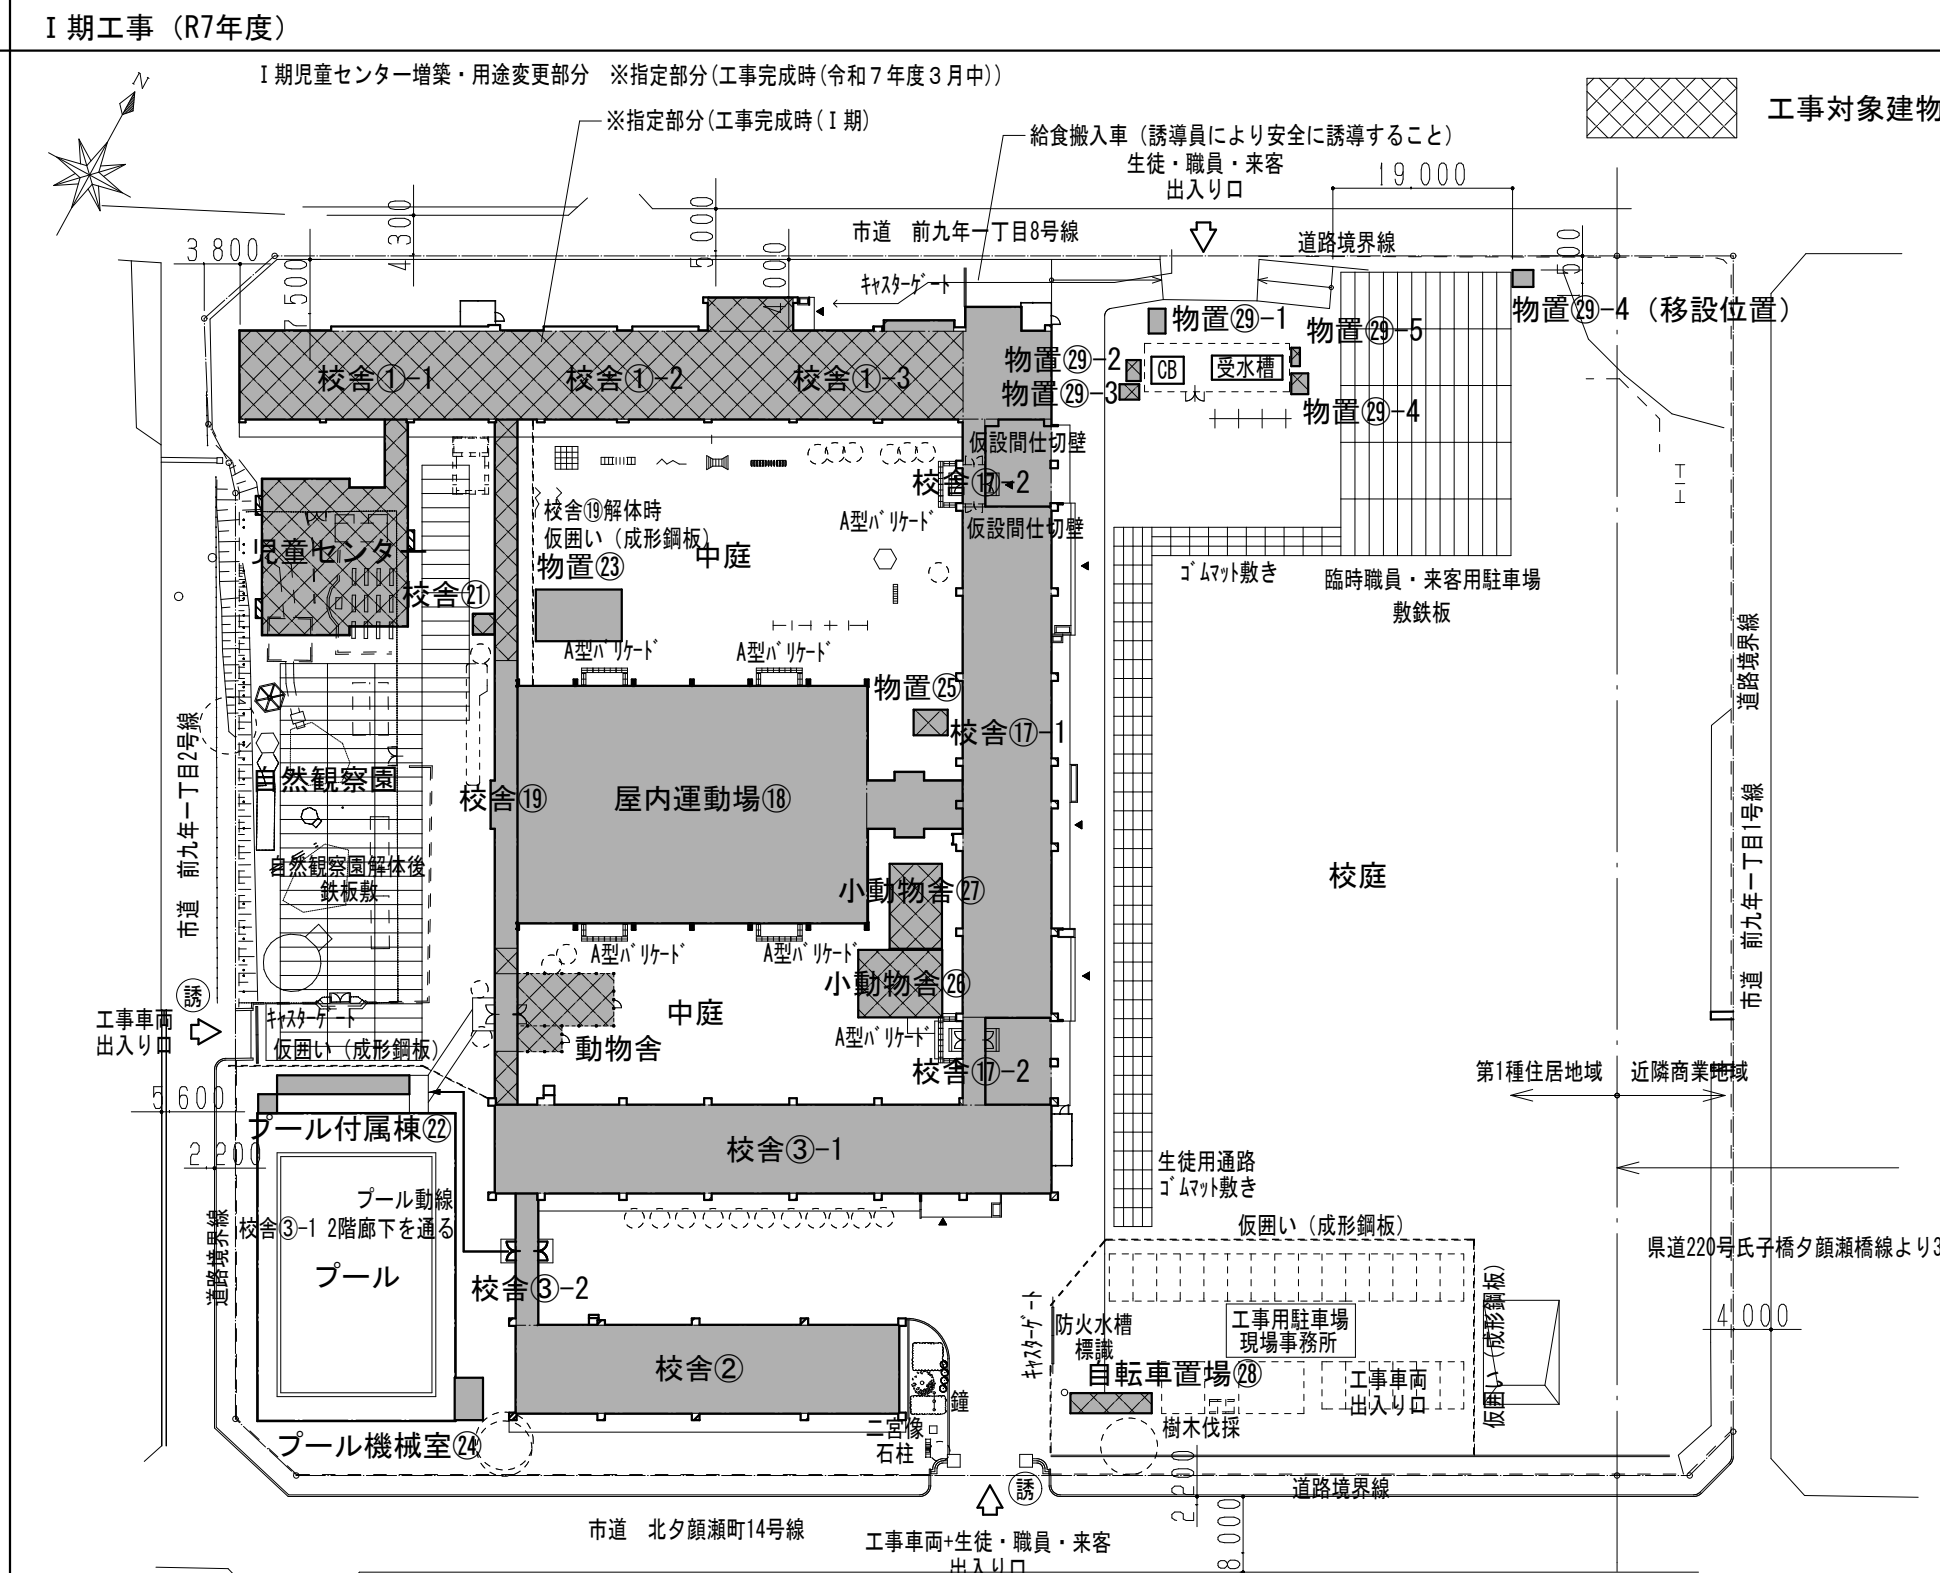 Ⅰ期工事（R7年度）
Ⅰ期児童センター増築・用途変更部分　※指定部分(工事完成時(令和７年度３月中))
※指定部分(工事完成時(Ⅰ期)
工事対象建物
給食搬入車（誘導員により安全に誘導すること）
生徒・職員・来客
出入り口
N
19,000
市道　前九年一丁目8号線
道路境界線
3,800
4,300
5,000
7,500
4,000
500
ｷｬｽﾀｰｹﾞｰﾄ
物置㉙-1
物置㉙-5
物置㉙-4（移設位置）
物置㉙-2
CB
受水槽
物置㉙-3
物置㉙-4
校舎①-1
校舎①-2
校舎①-3
仮設間仕切壁
校舎⑰-2
校舎⑲解体時
仮囲い（成形鋼板）
A型ﾊﾞﾘｹｰﾄﾞ
仮設間仕切壁
児童センター
物置㉓
中庭
校舎㉑
ｺﾞﾑﾏｯﾄ敷き
臨時職員・来客用駐車場
敷鉄板
A型ﾊﾞﾘｹｰﾄﾞ
A型ﾊﾞﾘｹｰﾄﾞ
物置㉕
校舎⑰-1
道路境界線
市道　前九年一丁目2号線
自然観察園
校舎⑲
屋内運動場⑱
自然観察園解体後
鉄板敷
小動物舎㉗
校庭
市道　前九年一丁目1号線
A型ﾊﾞﾘｹｰﾄﾞ
A型ﾊﾞﾘｹｰﾄﾞ
小動物舎㉖
誘
工事車両
出入り口
ｷｬｽﾀｰｹﾞｰﾄ
仮囲い（成形鋼板）
中庭
動物舎
A型ﾊﾞﾘｹｰﾄﾞ
校舎⑰-2
第1種住居地域
近隣商業地域
5,600
プール付属棟㉒
2,200
校舎③-1
生徒用通路
ｺﾞﾑﾏｯﾄ敷き
プール動線
校舎③-1 2階廊下を通る
道路境界線
プール
校舎③-2
仮囲い（成形鋼板）
県道220号氏子橋夕顔瀬橋線より3
仮囲い（成形鋼板）
4,000
ｷｬｽﾀｰｹﾞｰﾄ
防火水槽
標識
工事用駐車場
現場事務所
校舎②
自転車置場㉘
工事車両
出入り口
鐘
二宮像
石柱
樹木伐採
プール機械室㉔
2,200
誘
道路境界線
市道　北夕顔瀬町14号線
8,000
工事車両+生徒・職員・来客
出入り口